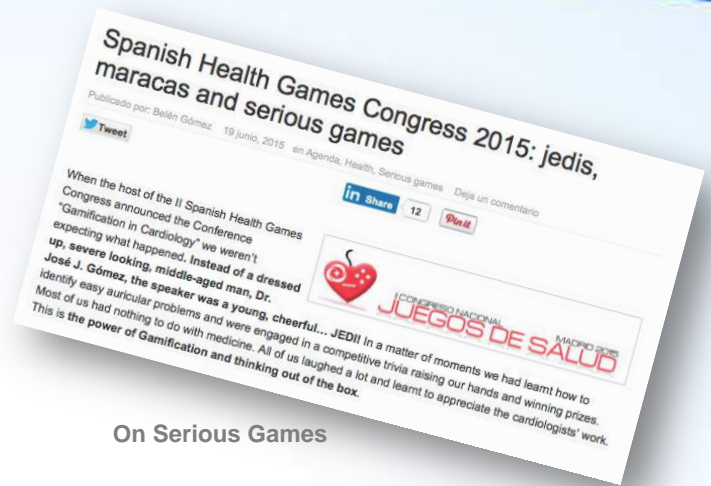 Spanish Health Games Congress 2015: jedis,
maracas and serious games
Publicado por: Belén Gómez 19 junio, 2015 en Agenda, Health, Serious games Deja un comentario
Tweet
in Share 12 Pin it
When the host of the II Spanish Health Games
Congress announced the Conference
"Gamification in Cardiology" we weren't
expecting what happened. Instead of a dressed
up, severe looking, middle-aged man, Dr.
José J. Gómez, the speaker was a young, cheerful... JEDI! In a matter of moments we had learnt how to
identify easy auricular problems and were engaged in a competitive trivia raising our hands and winning prizes.
Most of us had nothing to do with medicine. All of us laughed a lot and learnt to appreciate the cardiologists' work.
This is the power of Gamification and thinking out of the box.
I CONGRESO NACIONAL
JUEGOS DE SALUD
MADRID 2015
On Serious Games